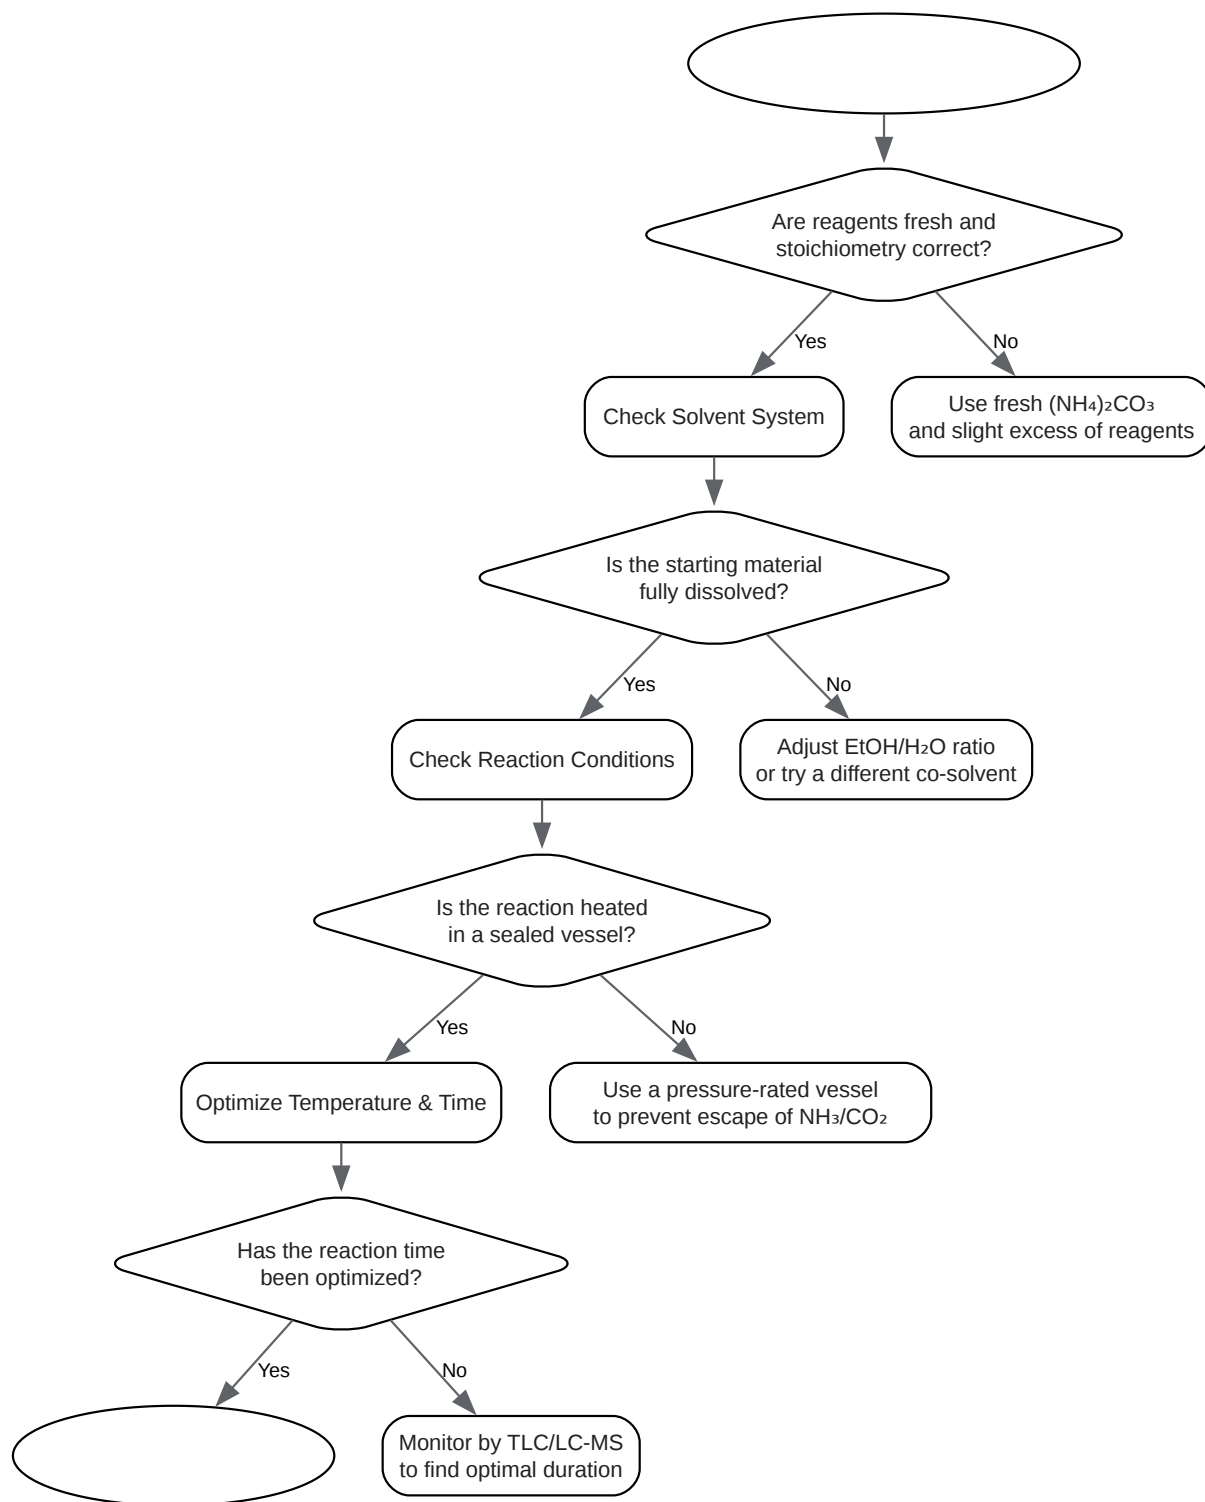 Are reagents fresh and
stoichiometry correct?
Yes
No
Check Solvent System
Use fresh (NH₄)₂CO₃
and slight excess of reagents
Is the starting material
fully dissolved?
Yes
No
Check Reaction Conditions
Adjust EtOH/H₂O ratio
or try a different co-solvent
Is the reaction heated
in a sealed vessel?
Yes
No
Optimize Temperature & Time
Use a pressure-rated vessel
to prevent escape of NH₃/CO₂
Has the reaction time
been optimized?
Yes
No
Monitor by TLC/LC-MS
to find optimal duration